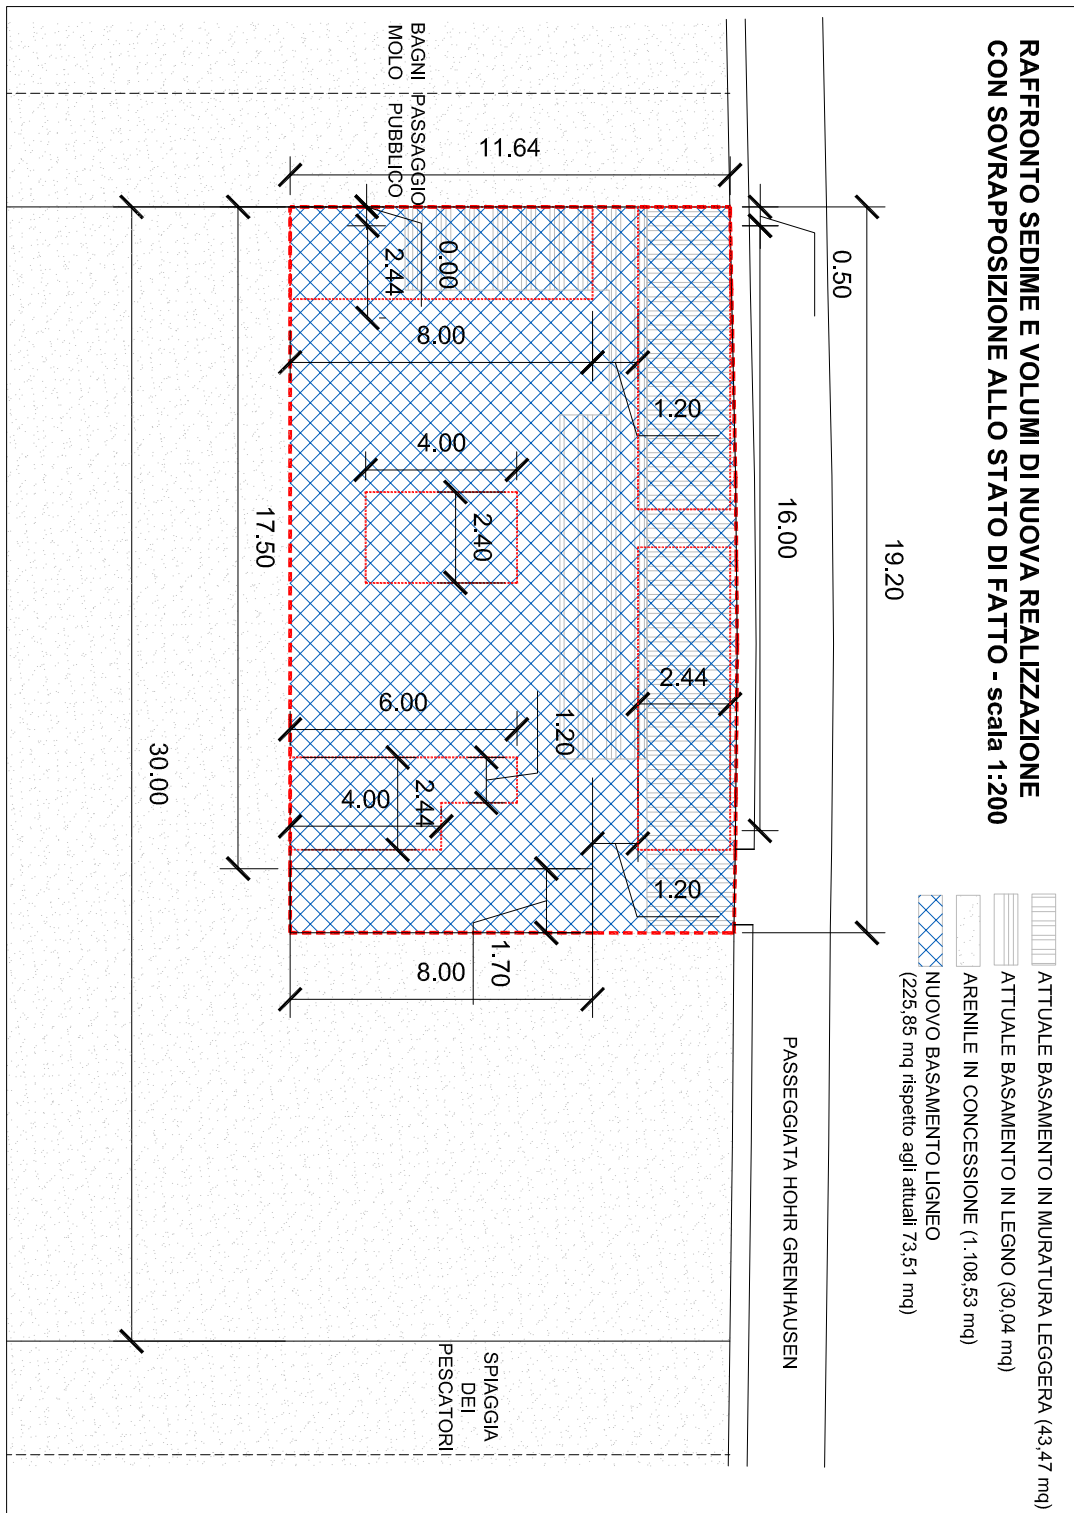 RAFFRONTO SEDIME E VOLUMI DI NUOVA REALIZZAZIONE
CON SOVRAPPOSIZIONE ALLO STATO DI FATTO - scala 1:200
ATTUALE BASAMENTO IN MURATURA LEGGERA (43,47 mq)
ATTUALE BASAMENTO IN LEGNO (30,04 mq)
ARENILE IN CONCESSIONE (1.108,53 mq)
NUOVO BASAMENTO LIGNEO
(225,85 mq rispetto agli attuali 73,51 mq)
PASSEGGIATA HOHR GRENHAUSEN
19.20
0.50
16.00
11.64
1.20
2.44
1.20
8.00
0.00
2.44
4.00
2.40
6.00
1.20
2.44
4.00
1.70
8.00
17.50
30.00
BAGNI
MOLO
PASSAGGIO
PUBBLICO
SPIAGGIA
DEI
PESCATORI